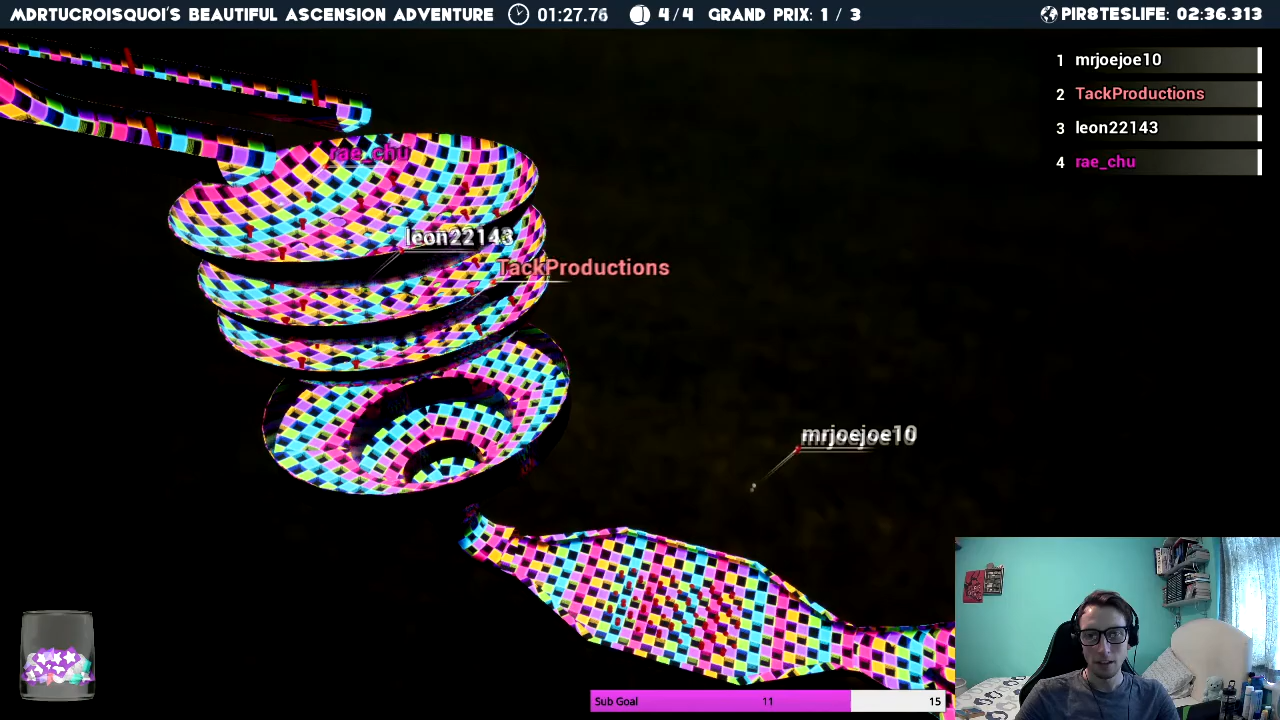 MDRTUCROISQUOI'S BEAUTIFUL ASCENSION ADVENTURE 01:27.76 4/4 GRAND PRIX: 1 / 3 PIR8TESLIFE: 02:36.313
1 mrjoejoe10
2 TackProductions
3 leon22143
4 rae_chu
rae_chu
leon22143
TackProductions
mrjoejoe10
Sub Goal 11 15